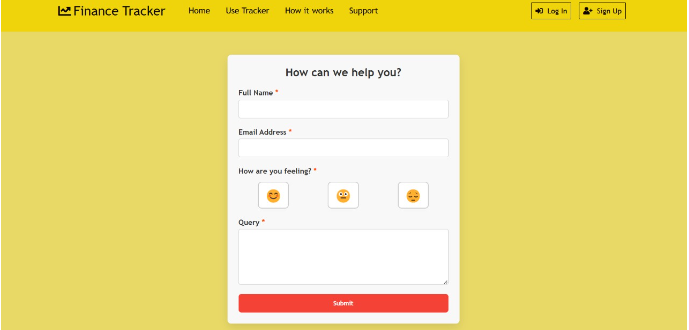 Finance Tracker Home Use Tracker How it works Support Log In Sign Up
How can we help you?
Full Name *
Email Address *
How are you feeling? *
Query *
Submit